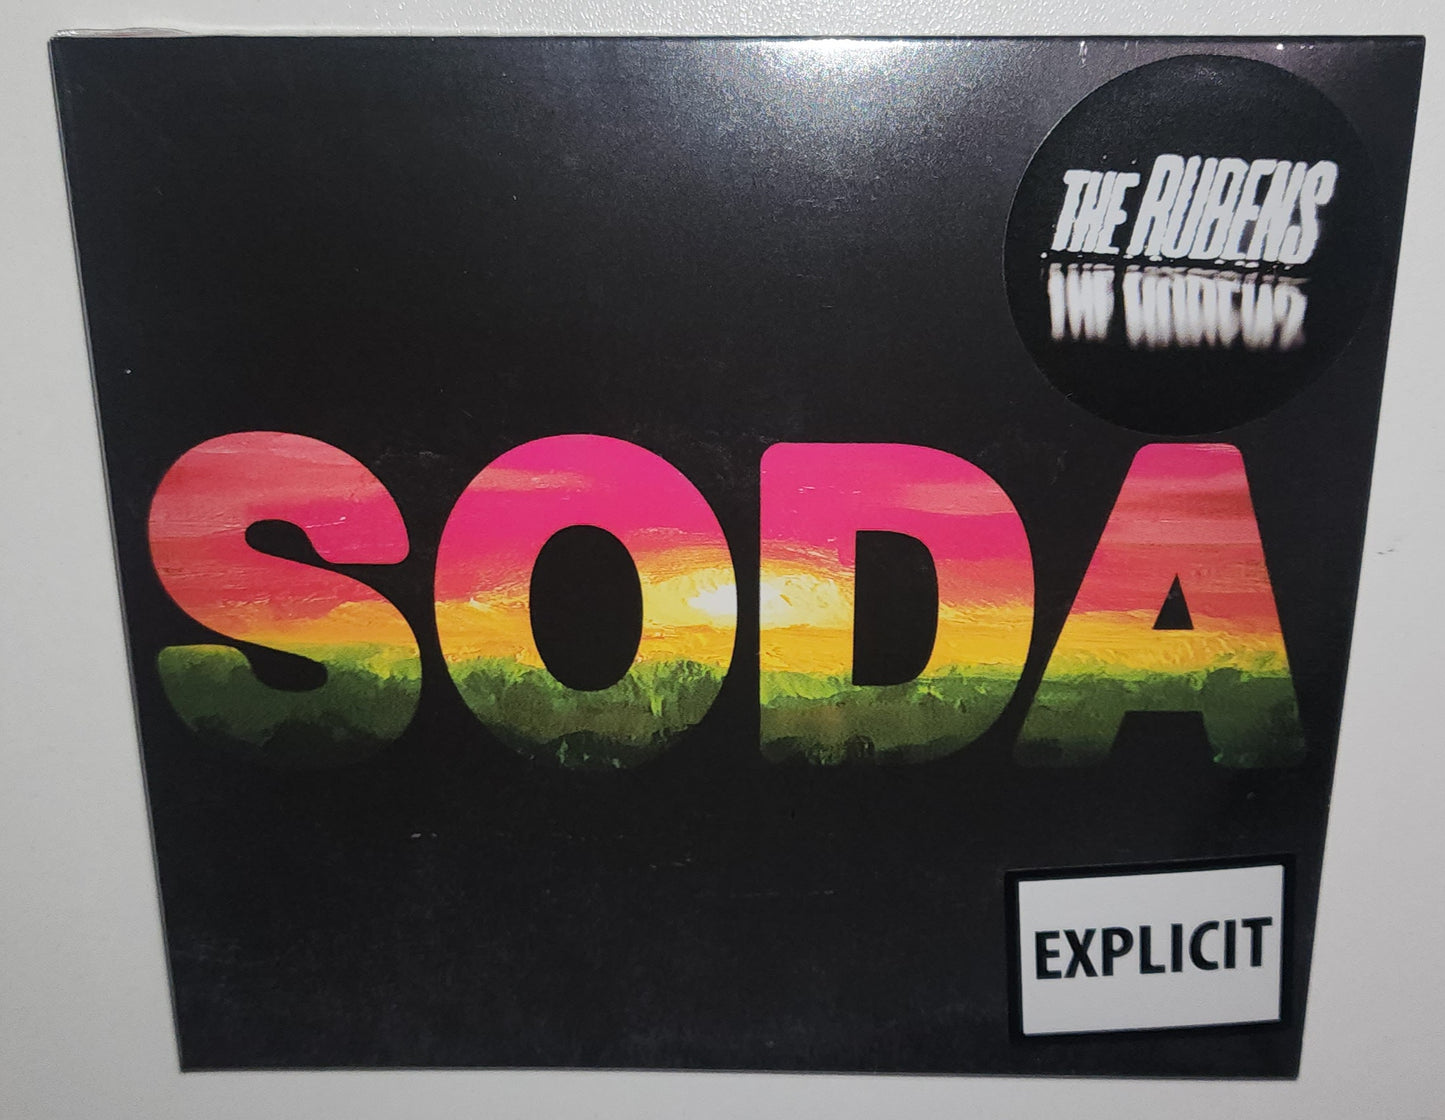 THE RUBENS
SODA
EXPLICIT